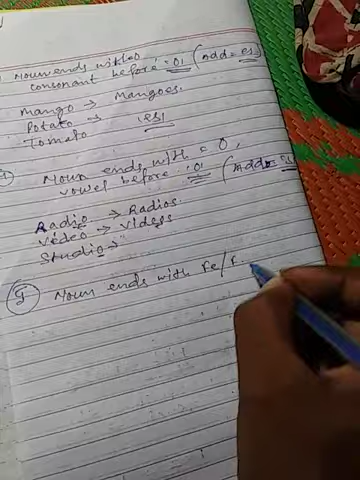 Noun ends with O
consonant before 'O' (Add = es)
Mango → Mangoes.
Potato →
Tomato 'es'
Noun ends with = O,
vowel before 'O' (Add = 's'
Radio → Radios
Video → Videos
Studio →
Noun ends with Fe/f